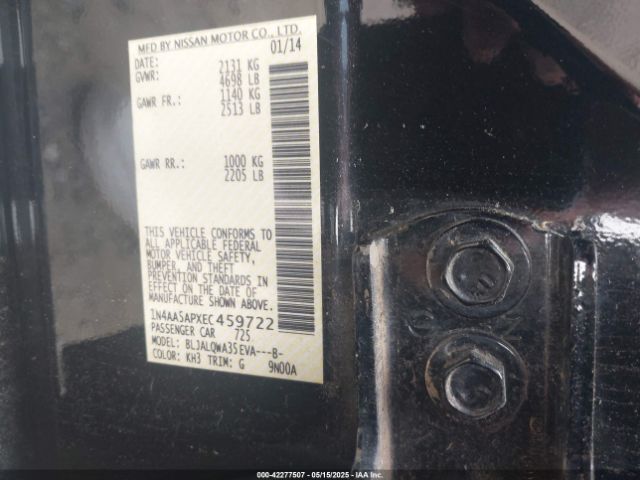 MFD BY NISSAN MOTOR CO., LTD.
DATE: 01/14
GVWR: 2131 KG
4698 LB
GAWR FR.: 1140 KG
2513 LB
GAWR RR.: 1000 KG
2205 LB
THIS VEHICLE CONFORMS TO
ALL APPLICABLE FEDERAL
MOTOR VEHICLE SAFETY,
BUMPER, AND THEFT
PREVENTION STANDARDS IN
EFFECT ON THE DATE OF
MANUFACTURE SHOWN ABOVE.
1N4AA5APXEC459722
PASSENGER CAR 725
MODEL: BLJALQWA35EVA---B-
COLOR: KH3 TRIM: G 9N00A
000-42277507 - 05/15/2025 - IAA, Inc.